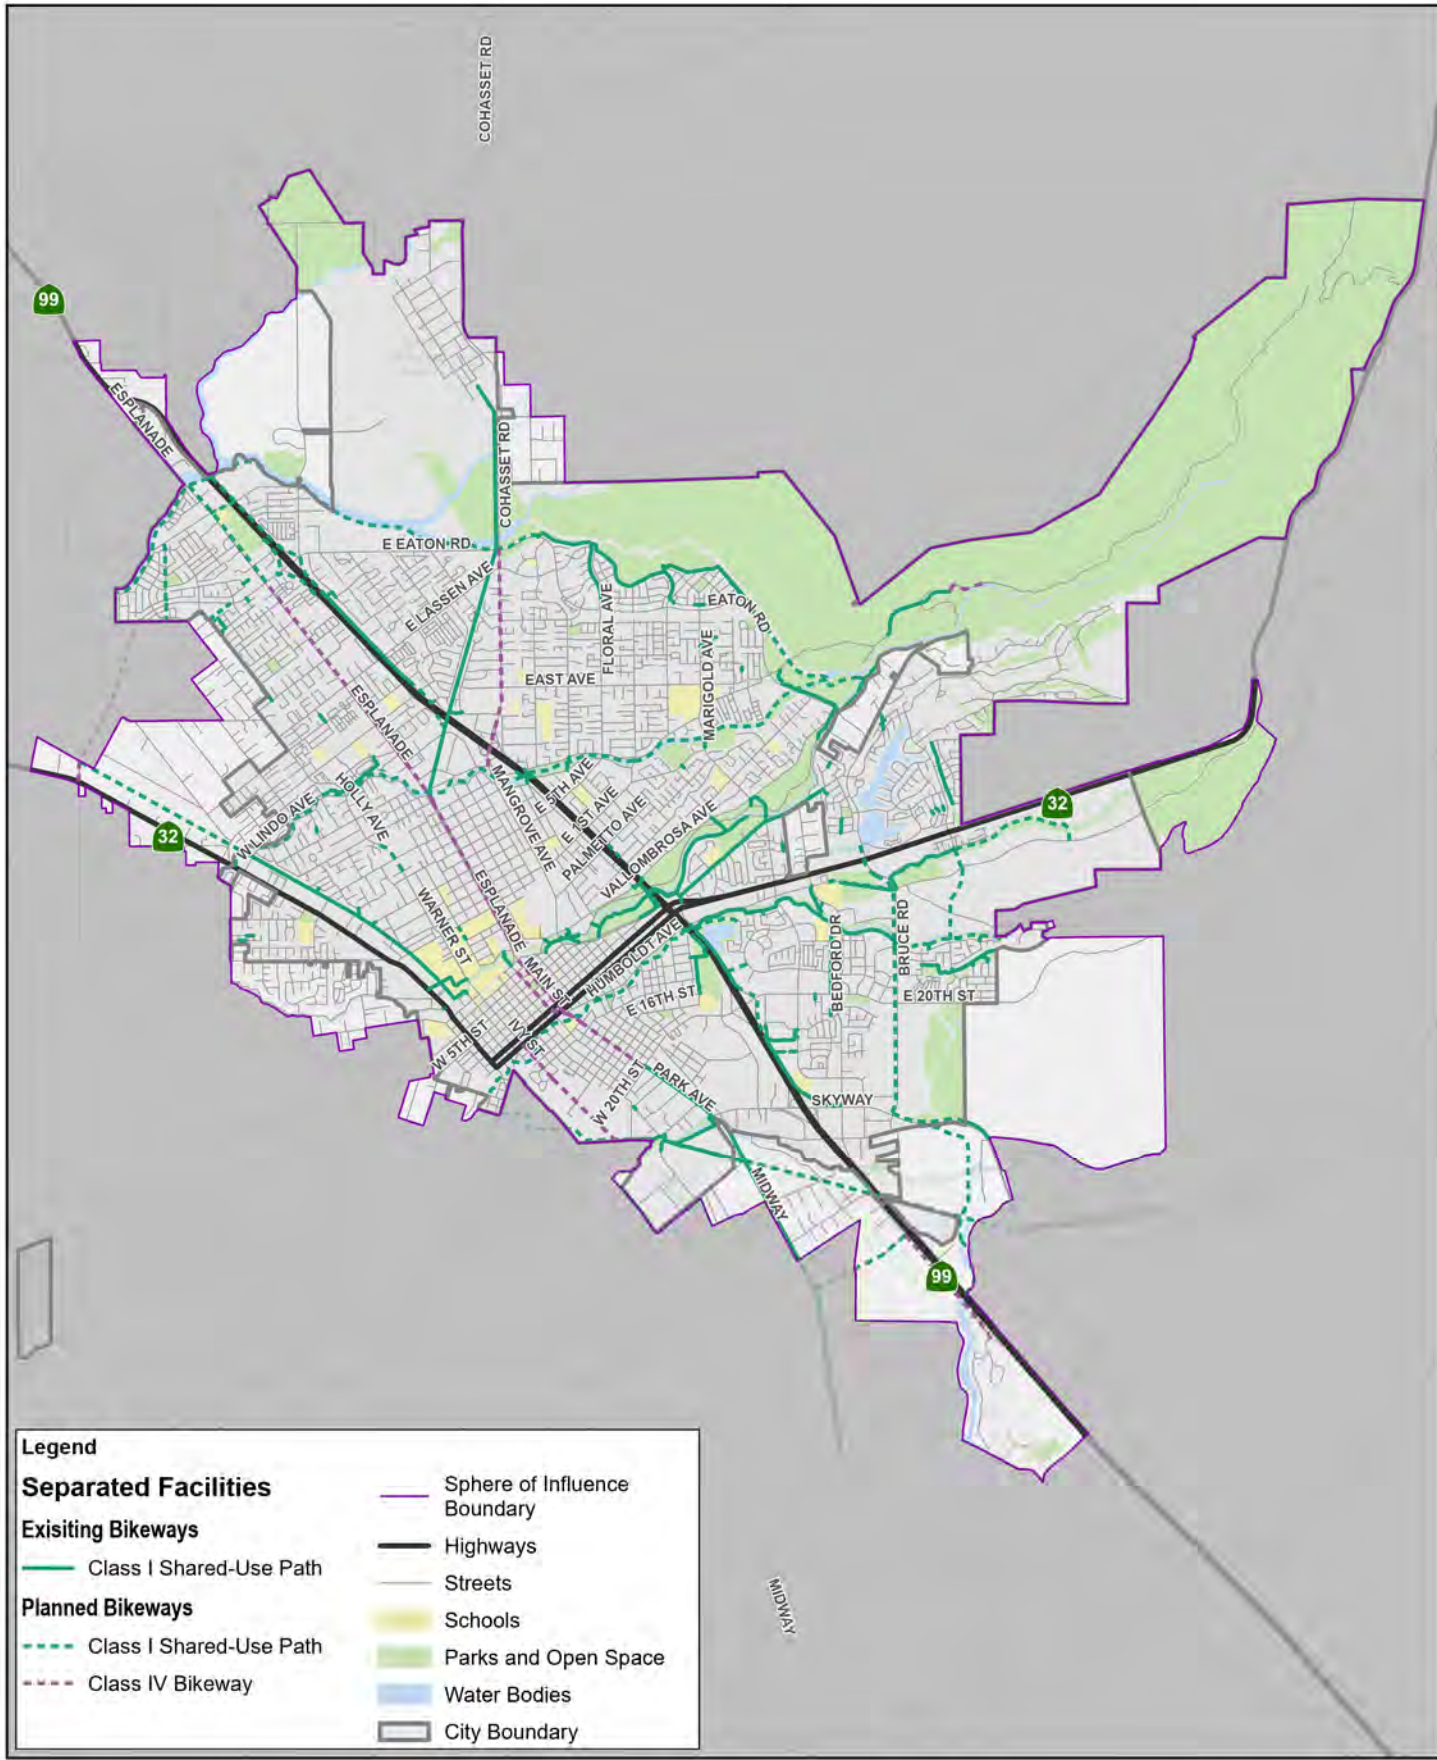 COHASSET RD
99
ESPLANADE
COHASSET RD
E EATON RD
E LASSEN AVE
FLORAL AVE
EATON RD
MARIGOLD AVE
EAST AVE
ESPLANADE
HOLLY AVE
MANGROVE AVE
E 5TH AVE
PALMETTO AVE
VALLOMBROSA AVE
32
W LINDO AVE
32
WARNER ST
ESPLANADE
MAIN ST
HUMBOLDT AVE
BEDFORD DR
BRUCE RD
E 16TH ST
E 20TH ST
W 5TH ST
IVY ST
W 20TH ST
PARK AVE
SKYWAY
MIDWAY
99
MIDWAY
Legend
Separated Facilities
Exisiting Bikeways
Class I Shared-Use Path
Planned Bikeways
Class I Shared-Use Path
Class IV Bikeway
Sphere of Influence
Boundary
Highways
Streets
Schools
Parks and Open Space
Water Bodies
City Boundary